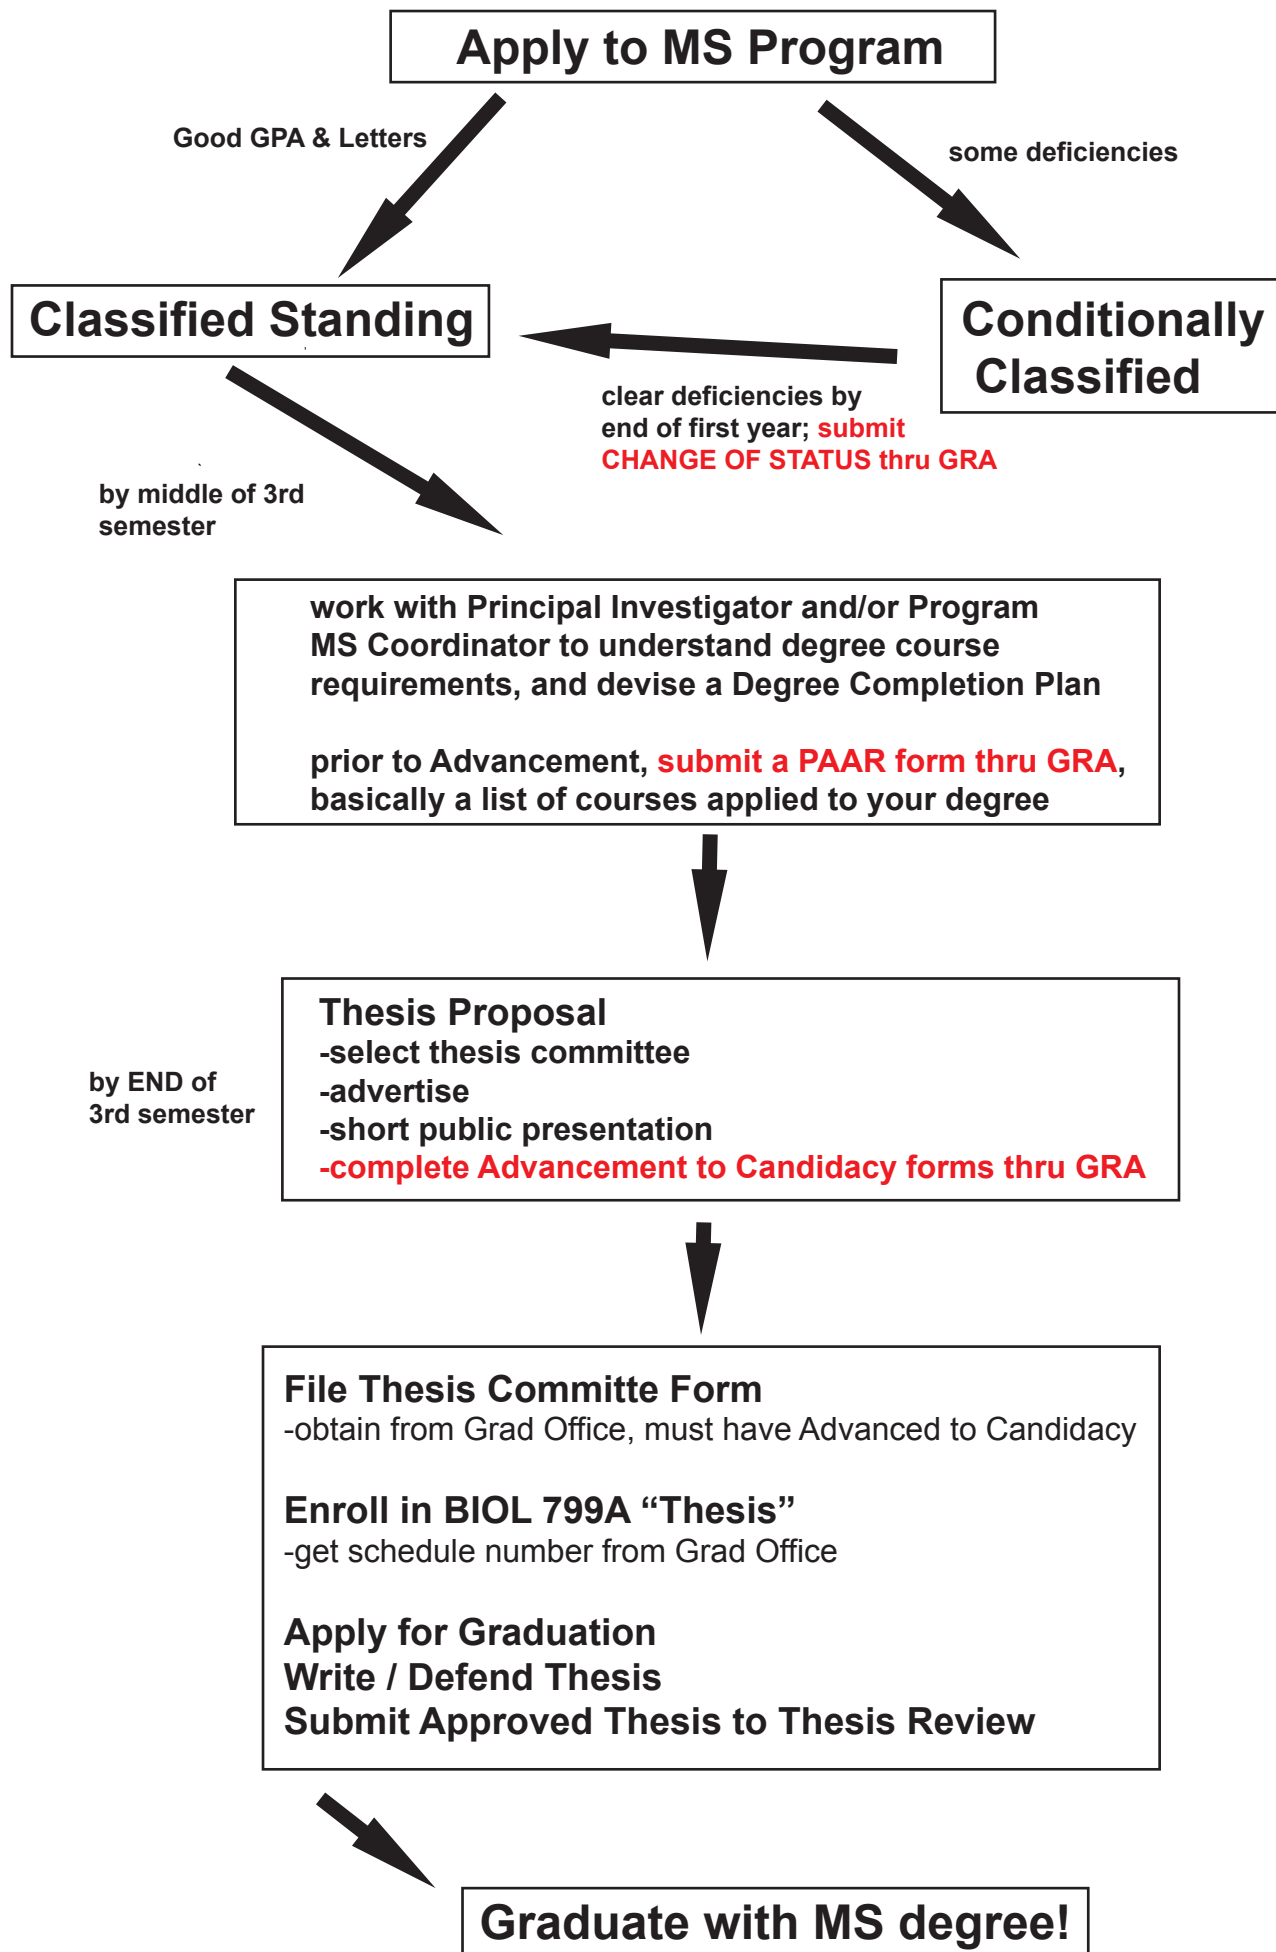 Apply to MS Program
Good GPA & Letters
some deficiencies
Classified Standing
Conditionally
Classified
clear deficiencies by
end of first year; submit
CHANGE OF STATUS thru GRA
by middle of 3rd
semester
work with Principal Investigator and/or Program
MS Coordinator to understand degree course
requirements, and devise a Degree Completion Plan
prior to Advancement, submit a PAAR form thru GRA,
basically a list of courses applied to your degree
by END of
3rd semester
Thesis Proposal
-select thesis committee
-advertise
-short public presentation
-complete Advancement to Candidacy forms thru GRA
File Thesis Committe Form
-obtain from Grad Office, must have Advanced to Candidacy
Enroll in BIOL 799A “Thesis”
-get schedule number from Grad Office
Apply for Graduation
Write / Defend Thesis
Submit Approved Thesis to Thesis Review
Graduate with MS degree!